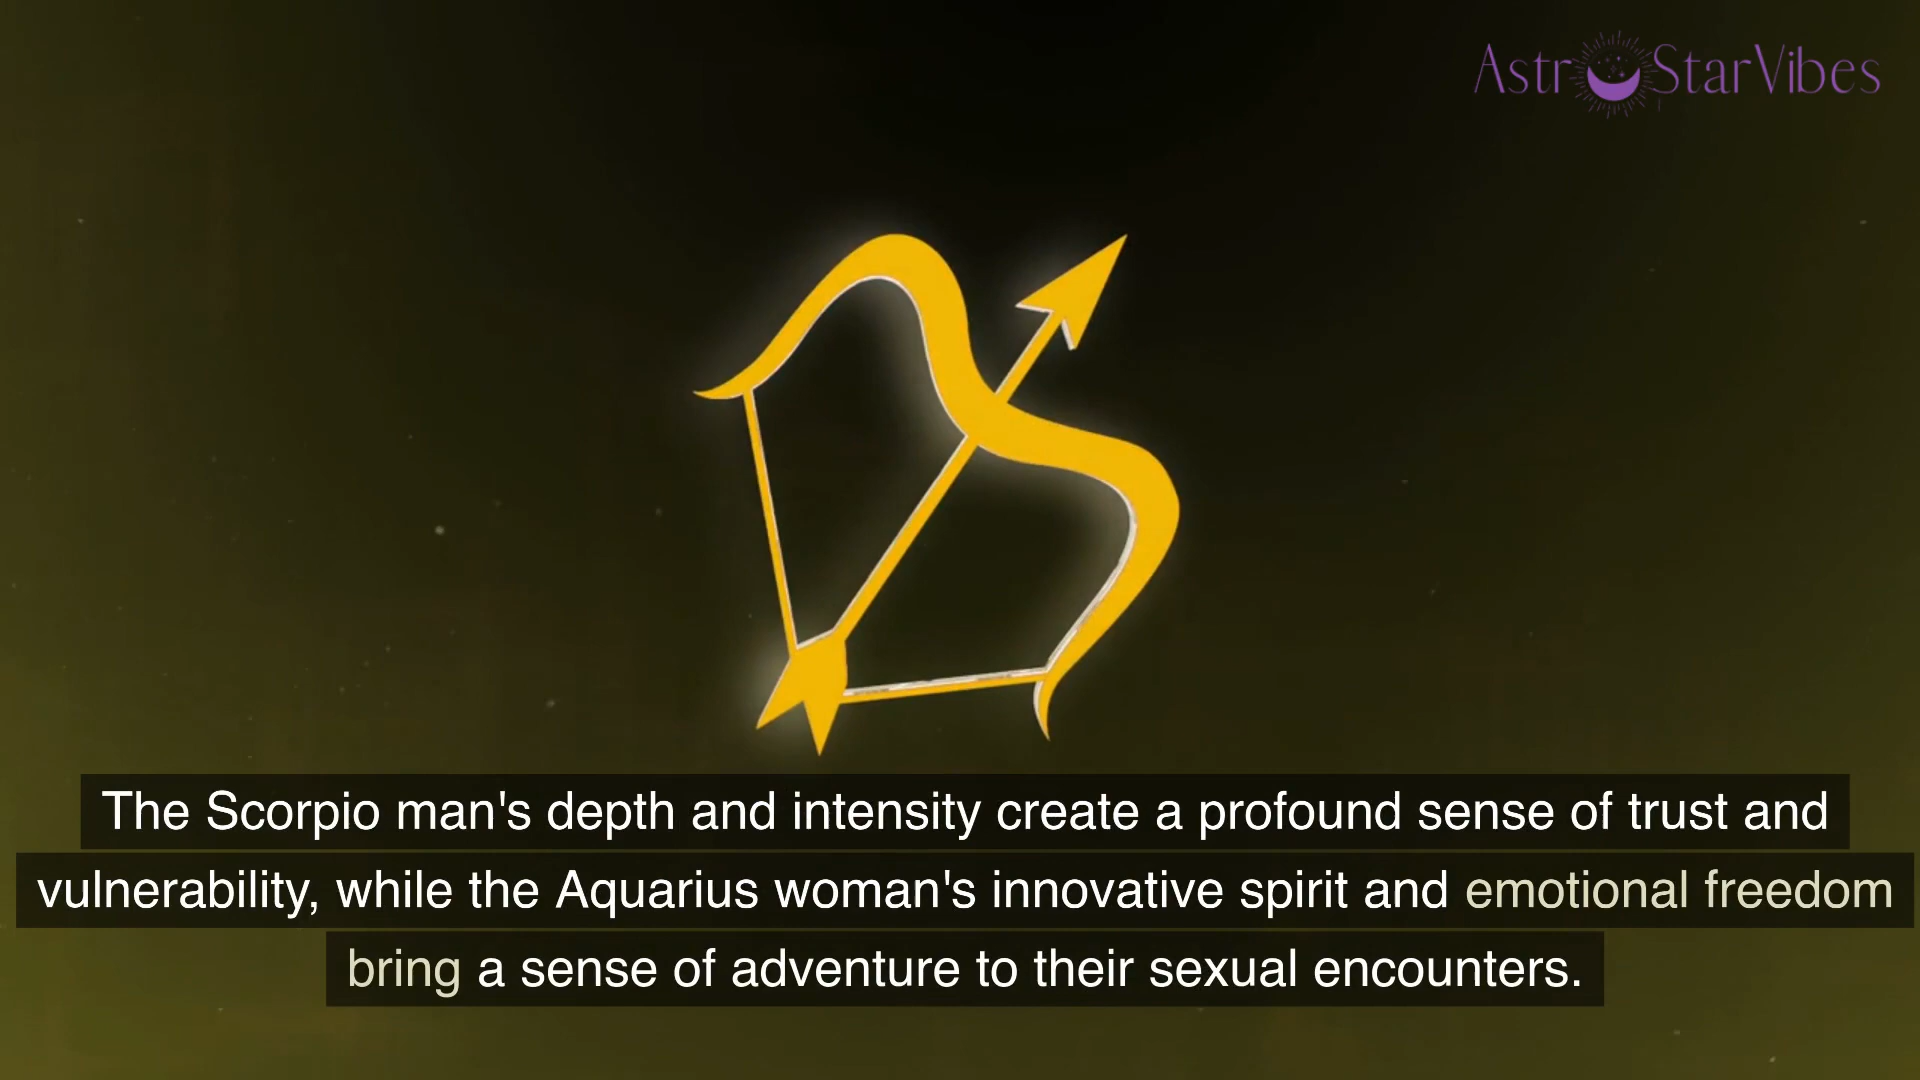 AstroStarVibes
The Scorpio man's depth and intensity create a profound sense of trust and
vulnerability, while the Aquarius woman's innovative spirit and emotional freedom
bring a sense of adventure to their sexual encounters.